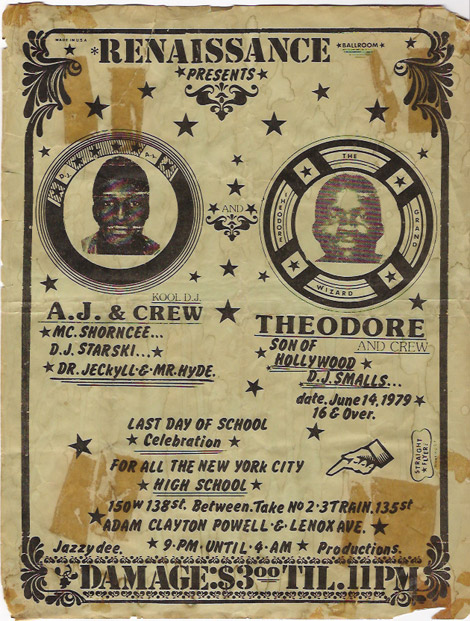 MADE IN U.S.A
RENAISSANCE
BALLROOM
PRESENTS
D.J.
THE
THEODORE
GRAND
WIZARD
AND
KOOL D.J.
A.J. & CREW
MC. SHORNCEE...
D.J. STARSKI...
DR. JECKYLL & MR. HYDE.
THEODORE
AND CREW
SON OF
HOLLYWOOD
D.J. SMALLS...
date. June 14, 1979
16 & Over.
LAST DAY OF SCHOOL
Celebration
FOR ALL THE NEW YORK CITY
HIGH SCHOOL
STRAIGHT
FLYER!
150W 138st. Between. Take No 2·3 TRAIN. 135st
ADAM CLAYTON POWELL & LENOX AVE.
Jazzy dee. 9·PM·UNTIL·4·AM Productions.
DAMAGE. $3.00 TIL. 11PM